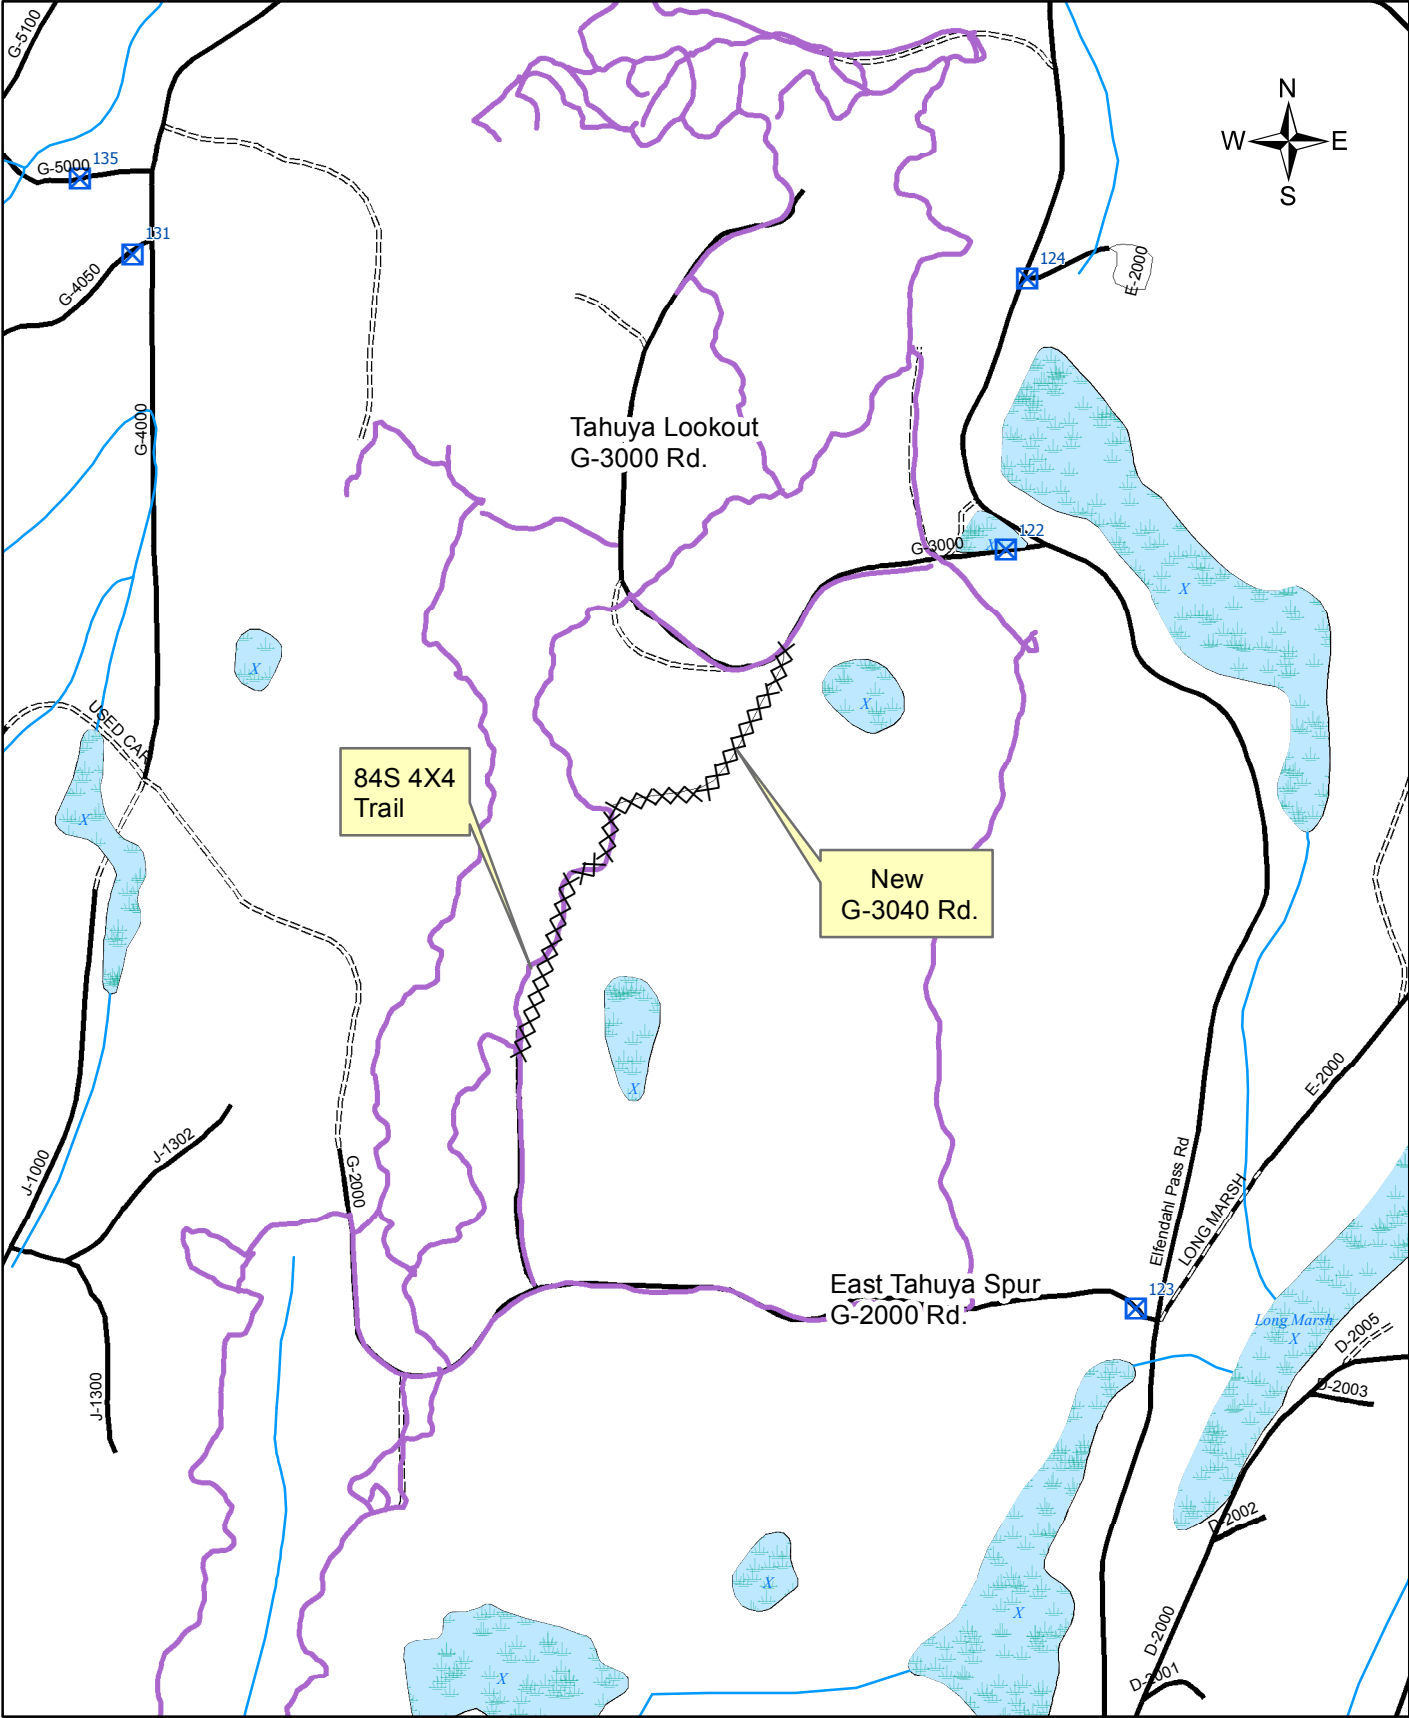 G-5100
N
W E
S
135
G-5000
131
G-4050
124
E-2000
G-4000
Tahuya Lookout
G-3000 Rd.
122
G-3000
X
X
X
X
USED CAR
84S 4X4
Trail
New
G-3040 Rd.
X
X
J-1000
J-1302
G-2000
E-2000
Elfendahl Pass Rd
LONG MARSH
East Tahuya Spur
G-2000 Rd.
123
Long Marsh
X
D-2005
D-2003
J-1300
D-2002
X
X
X
D-2000
D-2001